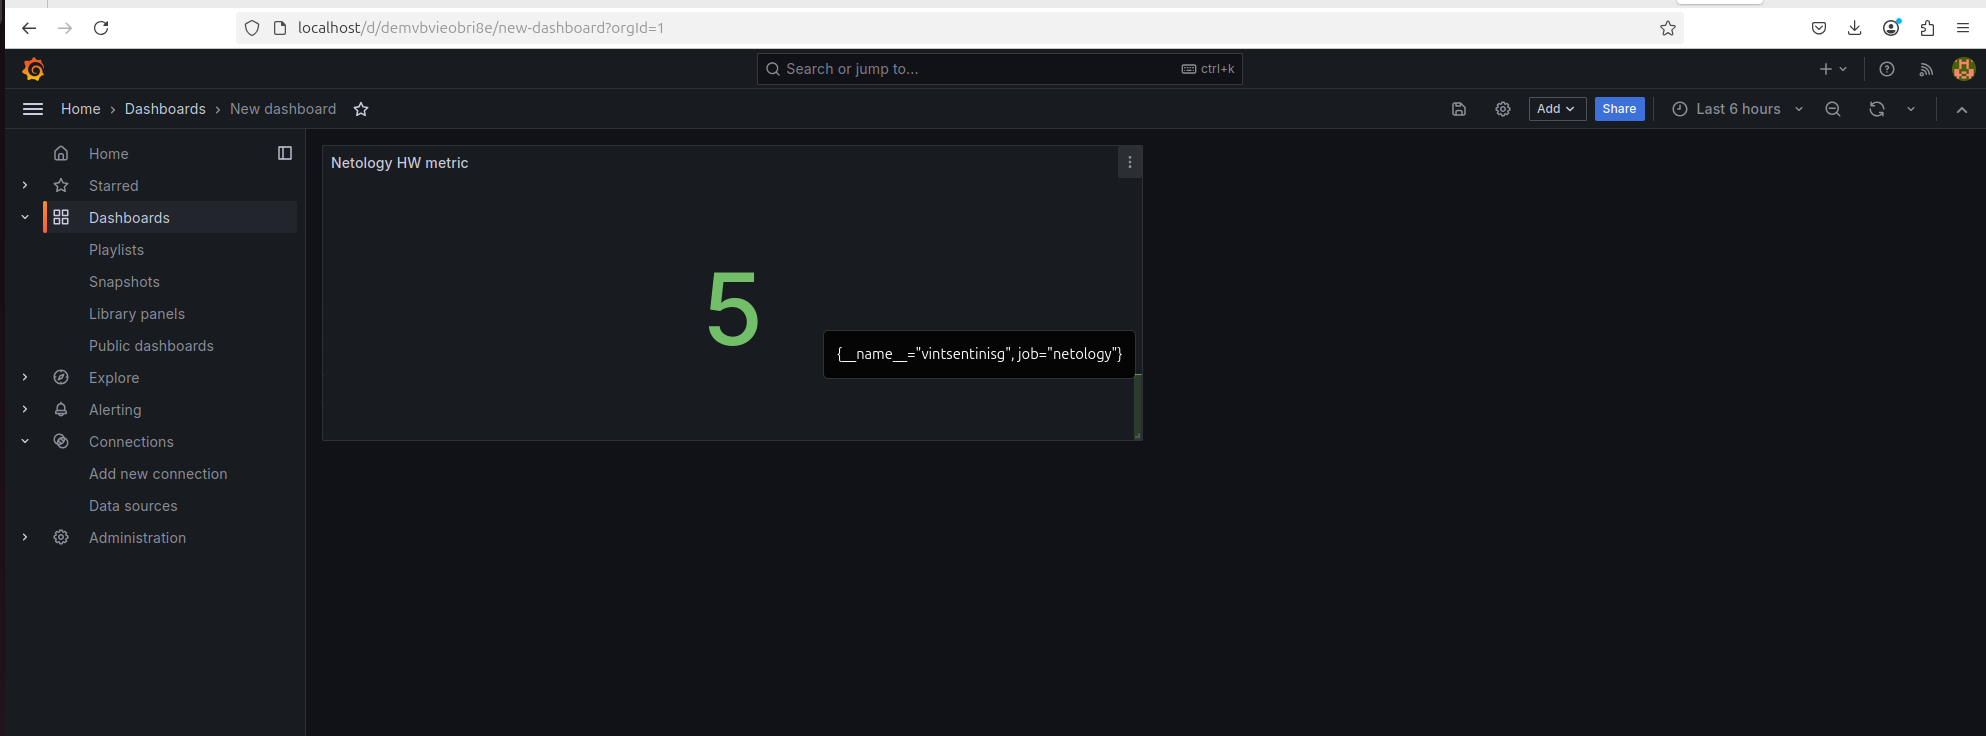 localhost/d/demvbvieobri8e/new-dashboard?orgId=1
Search or jump to...
ctrl+k
Home › Dashboards › New dashboard
Add
Share
Last 6 hours
Home
Starred
Dashboards
Playlists
Snapshots
Library panels
Public dashboards
Explore
Alerting
Connections
Add new connection
Data sources
Administration
Netology HW metric
5
{__name__="vintsentinisg", job="netology"}